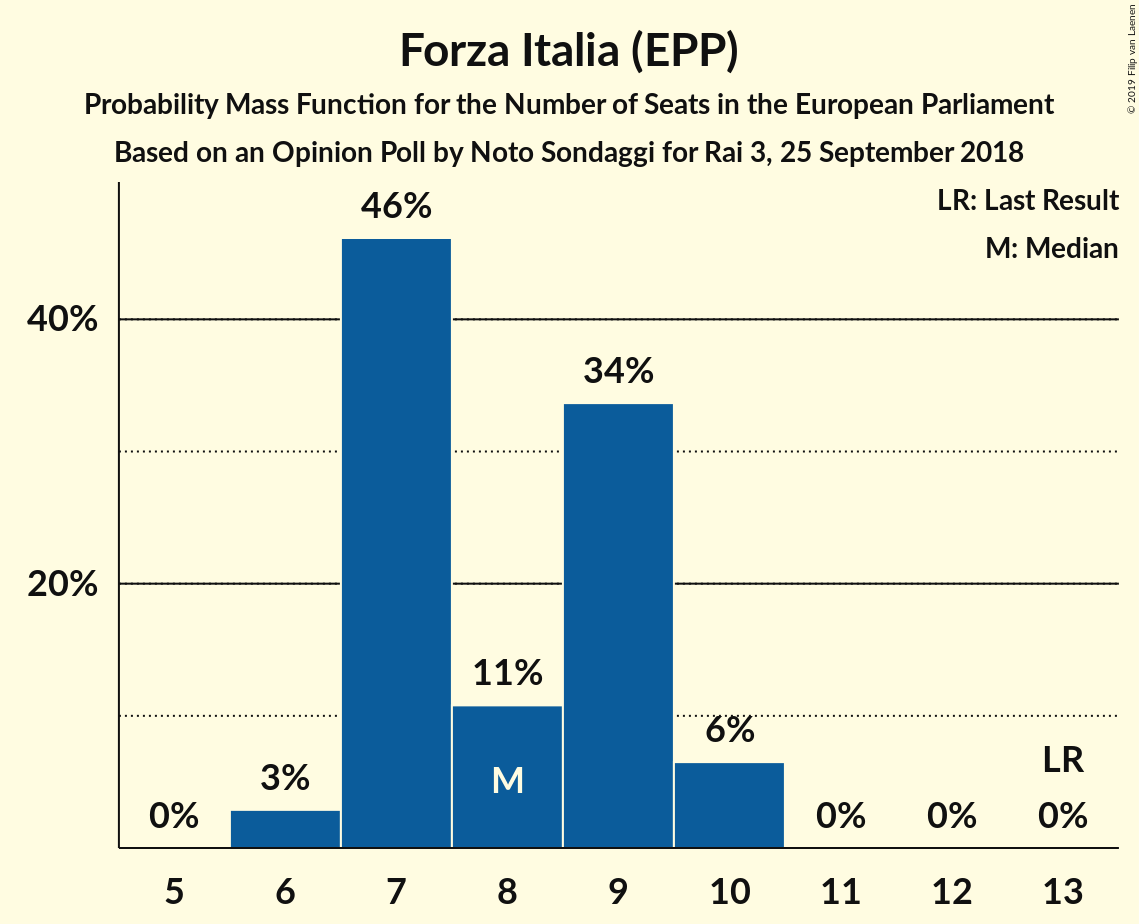 Forza Italia (EPP)
Probability Mass Function for the Number of Seats in the European Parliament
Based on an Opinion Poll by Noto Sondaggi for Rai 3, 25 September 2018
© 2019 Filip van Laenen
LR: Last Result
M: Median
40%
20%
0%
3%
46%
11%
M
34%
6%
0%
0%
LR
0%
5 6 7 8 9 10 11 12 13